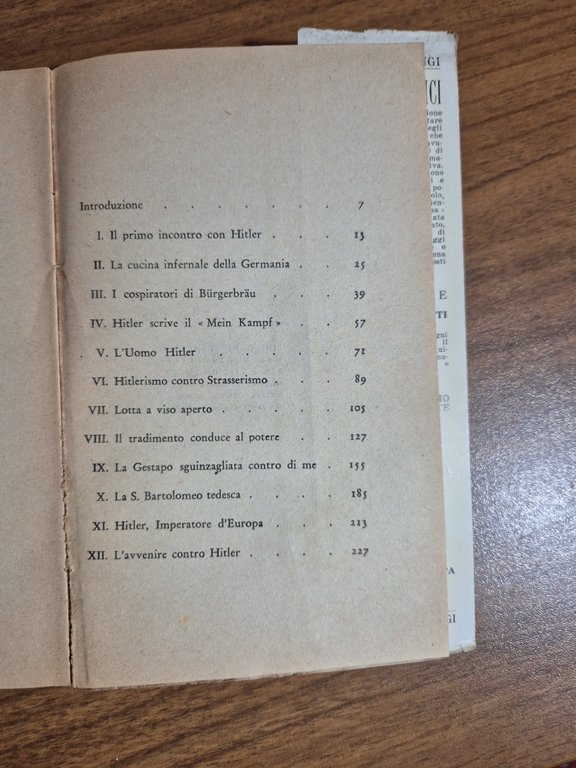 Introduzione . . . . . . . 7
I. Il primo incontro con Hitler . . . 13
II. La cucina infernale della Germania . . 25
III. I cospiratori di Bürgerbräu . . . 39
IV. Hitler scrive il « Mein Kampf » . . 57
V. L'Uomo Hitler . . . . . 71
VI. Hitlerismo contro Strasserismo . . . 89
VII. Lotta a viso aperto . . . . . 105
VIII. Il tradimento conduce al potere . . 127
IX. La Gestapo sguinzagliata contro di me . 155
X. La S. Bartolomeo tedesca . . . . 185
XI. Hitler, Imperatore d'Europa . . . 213
XII. L'avvenire contro Hitler . . . . 227